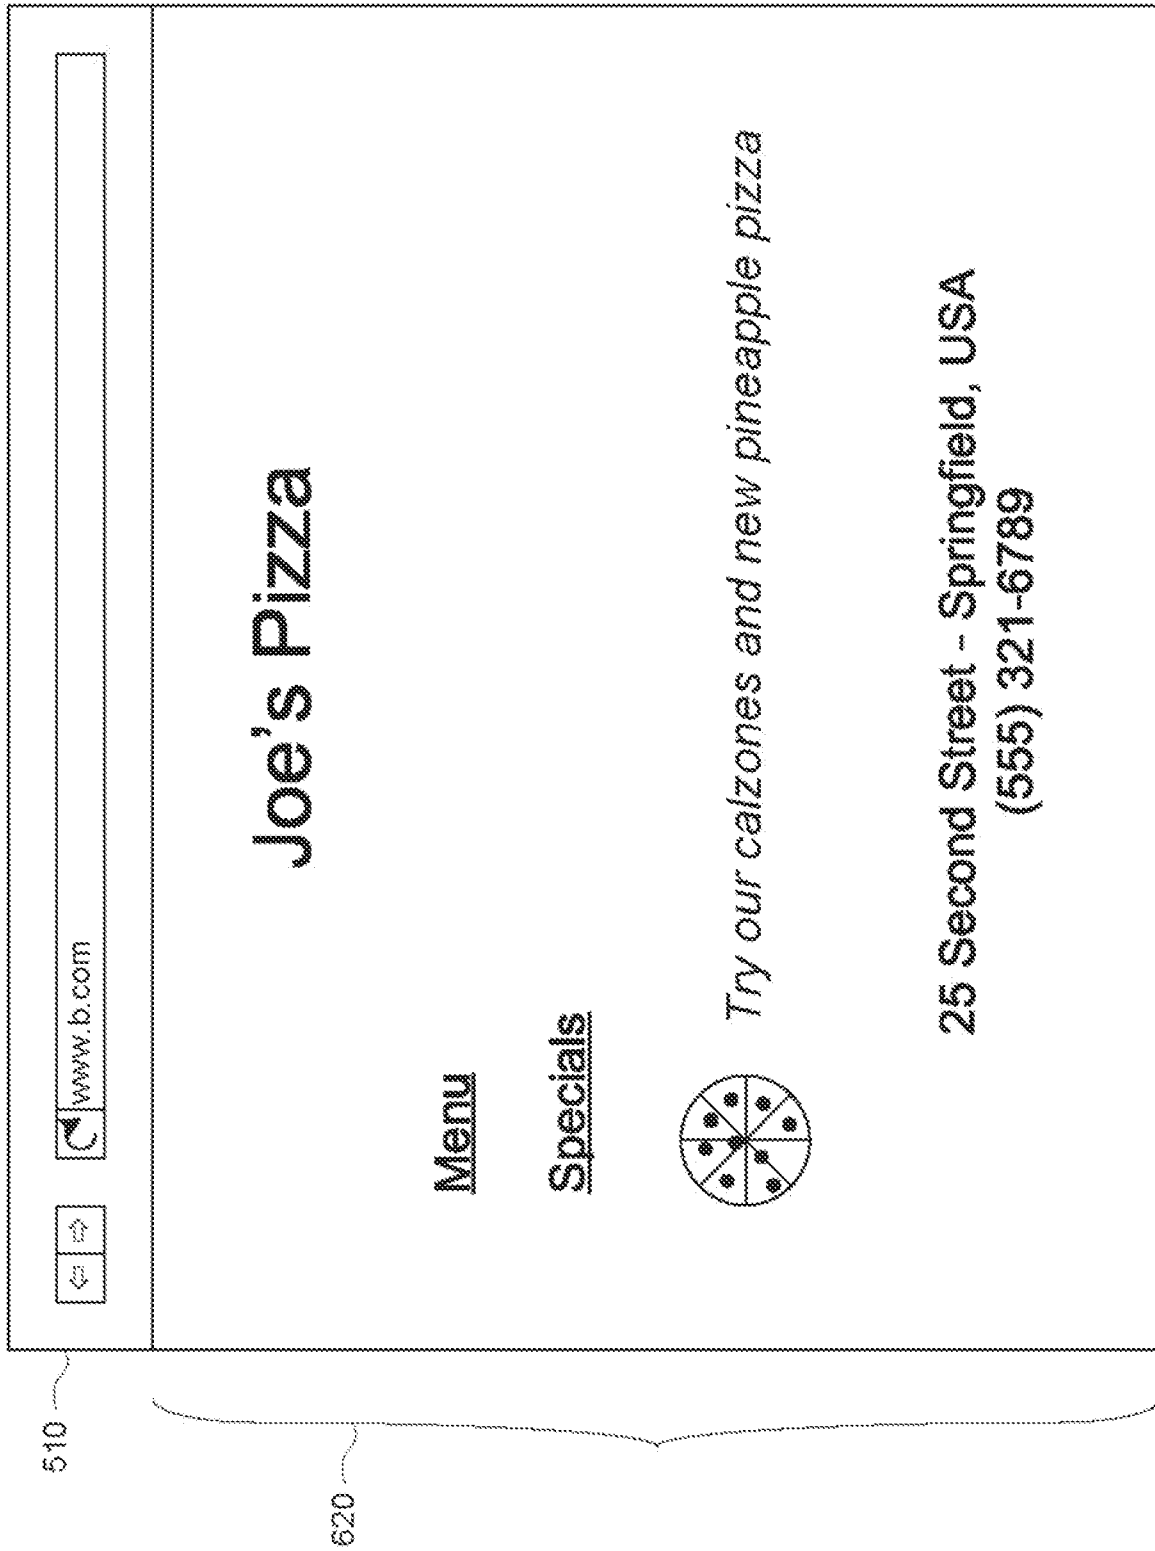 510
www.b.com
620
Joe's Pizza
Menu
Specials
Try our calzones and new pineapple pizza
25 Second Street - Springfield, USA
(555) 321-6789